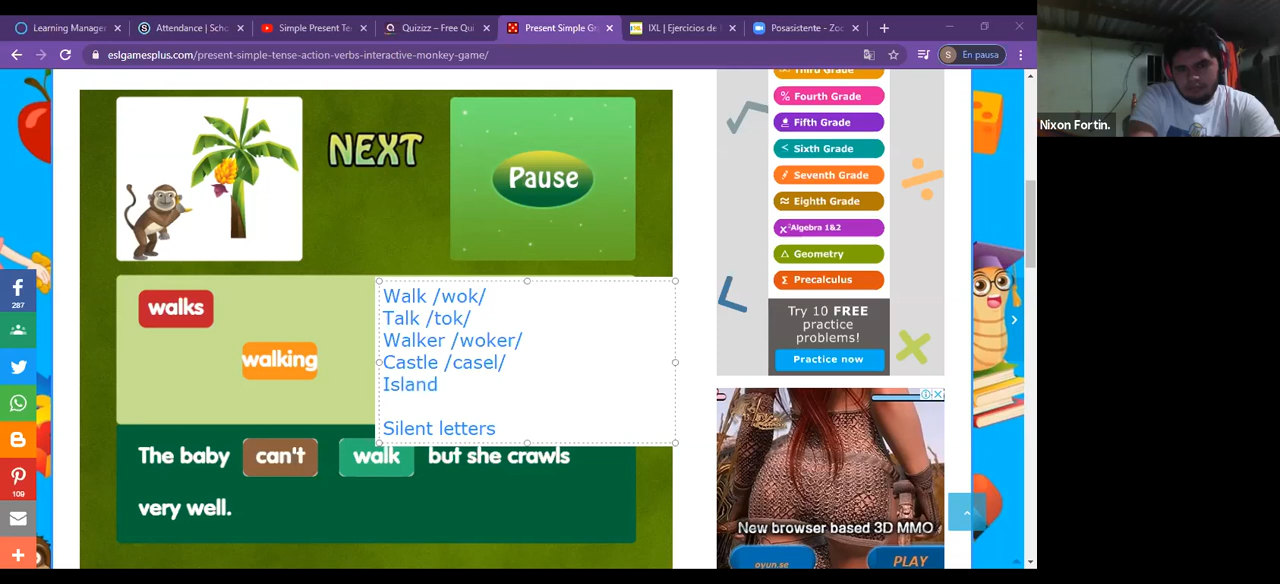 Learning Manager
Attendance | Scho
Simple Present Te
Quizizz – Free Qui
Present Simple Gr
IXL | Ejercicios de
Posasistente - Zoo
eslgamesplus.com/present-simple-tense-action-verbs-interactive-monkey-game/
S En pausa
NEXT
Pause
walks
walking
Walk /wok/
Talk /tok/
Walker /woker/
Castle /casel/
Island
Silent letters
The baby can't walk but she crawls
very well.
287
109
Third Grade
Fourth Grade
Fifth Grade
Sixth Grade
Seventh Grade
Eighth Grade
Algebra 1&2
Geometry
Precalculus
Try 10 FREE
practice
problems!
Practice now
New browser based 3D MMO
oyun.se
PLAY
Nixon Fortin.